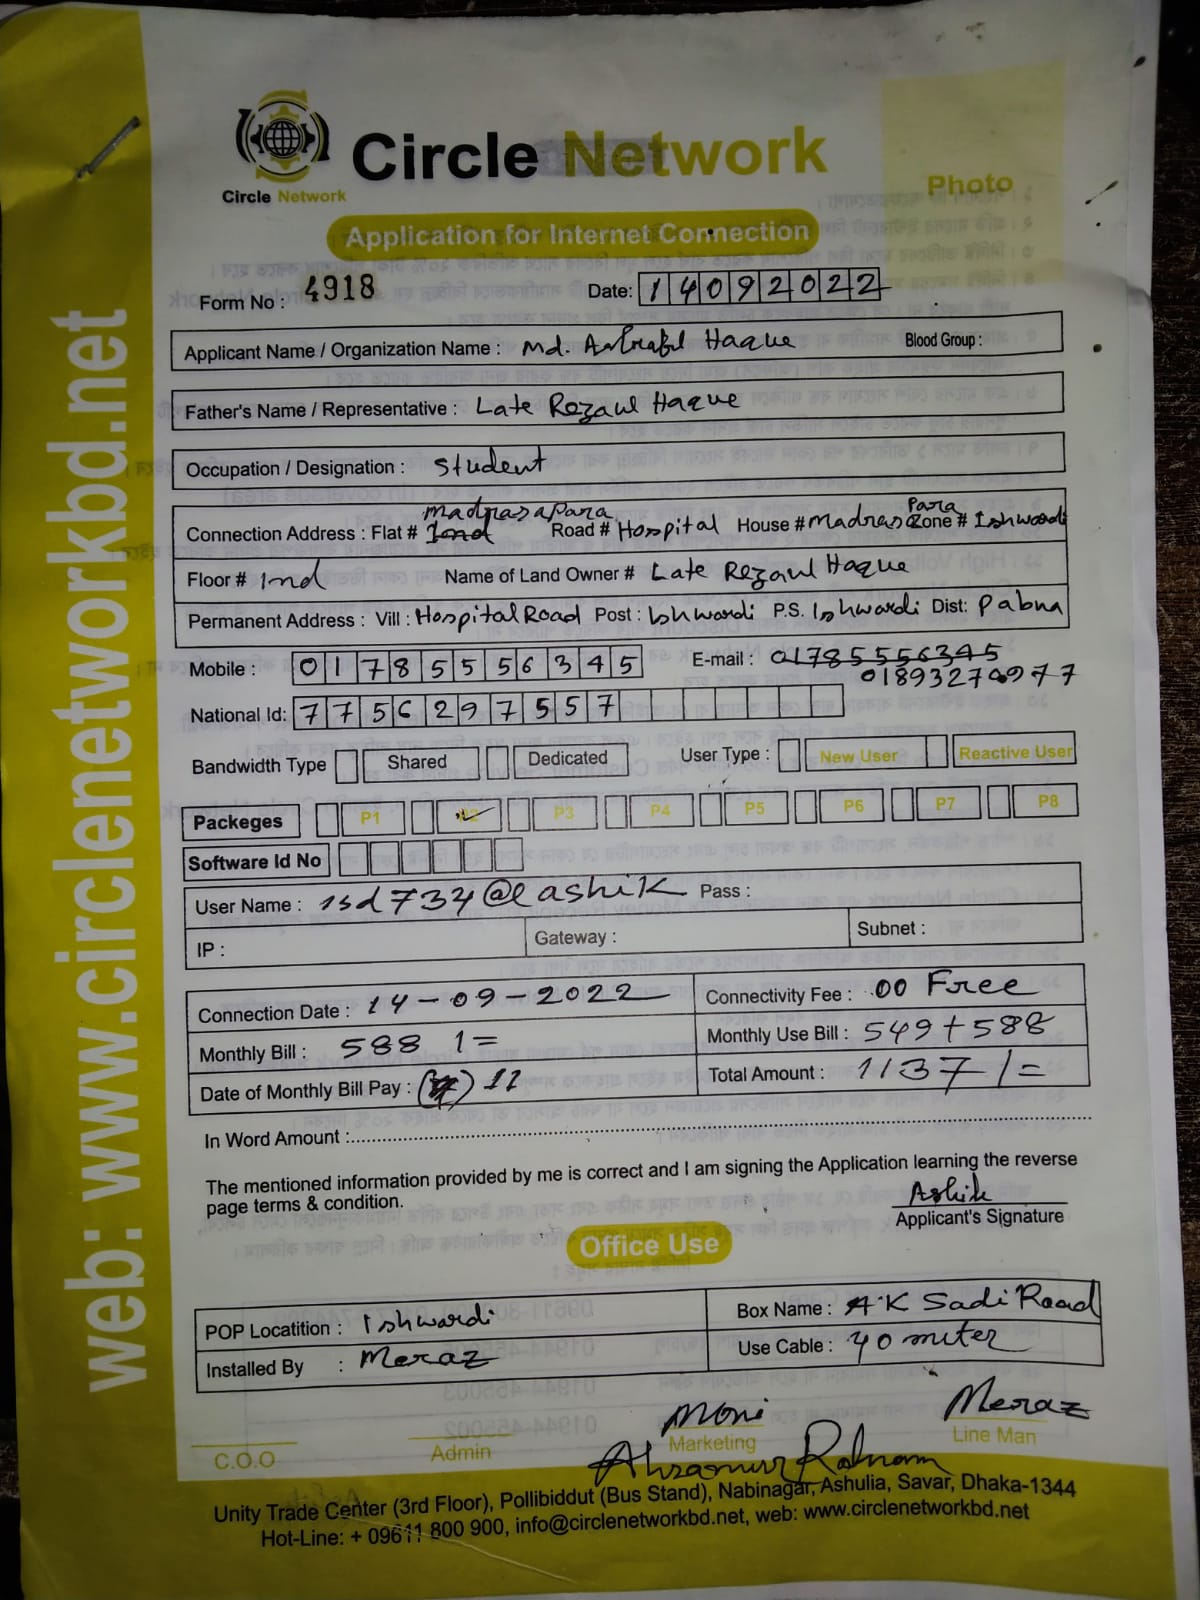 web: www.circlenetworkbd.net
Circle Network
Circle Network
Photo
Application for Internet Connection
Form No : 4918 Date: 14092022
Applicant Name / Organization Name : Md. Ashraful Haque Blood Group :
Father's Name / Representative : Late Rezaul Haque
Occupation / Designation : Student
madrasapara Para
Connection Address : Flat # Road # Hospital House # madrasa Zone # Ishwardi
Floor # Ind Name of Land Owner # Late Rezaul Haque
Permanent Address : Vill : Hospital Road Post : Ishwardi P.S. Ishwardi Dist: Pabna
Mobile : 01785556345 E-mail : 01785556345
National Id: 7756297557
Bandwidth Type Shared Dedicated User Type : New User Reactive User
Packeges P1 P2 P3 P4 P5 P6 P7 P8
Software Id No
User Name : isd734@ashik Pass :
IP : Gateway : Subnet :
Connection Date : 14-09-2022 Connectivity Fee : .00 Free
Monthly Bill : 588 /= Monthly Use Bill : 549+588
Date of Monthly Bill Pay : 11 Total Amount : 1137/=
In Word Amount :
The mentioned information provided by me is correct and I am signing the Application learning the reverse
page terms & condition.
Ashik
Applicant's Signature
Office Use
POP Locatition : Ishwardi Box Name : A.K Sadi Road
Installed By : Meraz Use Cable : 40 meter
Moni Meraz
C.O.O Admin Marketing Line Man
Unity Trade Center (3rd Floor), Pollibiddut (Bus Stand), Nabinagar, Ashulia, Savar, Dhaka-1344
Hot-Line: + 09611 800 900, info@circlenetworkbd.net, web: www.circlenetworkbd.net